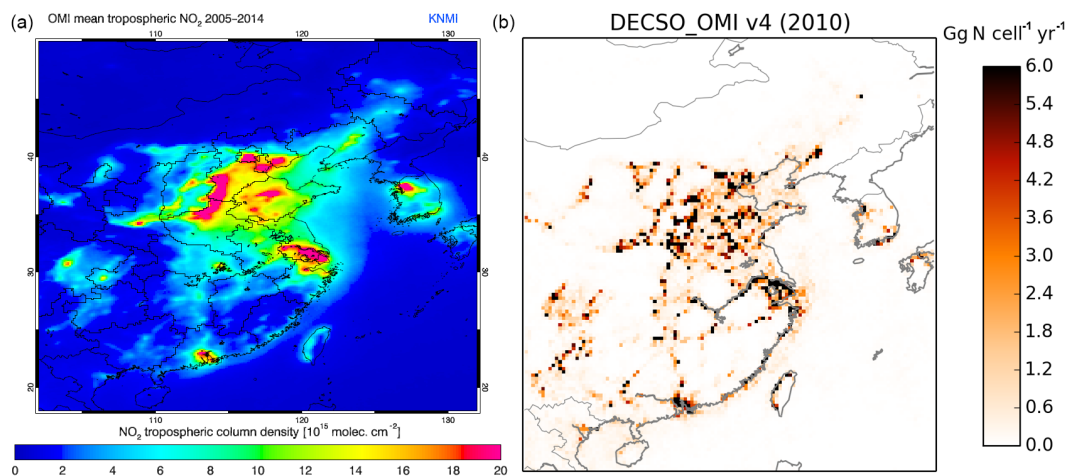 (a) OMI mean tropospheric NO₂ 2005-2014 KNMI
110 120 130
40
30
20
40
30
20
110 120 130
NO₂ tropospheric column density [10¹⁵ molec. cm⁻²]
0 2 4 6 8 10 12 14 16 18 20
(b) DECSO_OMI v4 (2010)
Gg N cell⁻¹ yr⁻¹
6.0
5.4
4.8
4.2
3.6
3.0
2.4
1.8
1.2
0.6
0.0